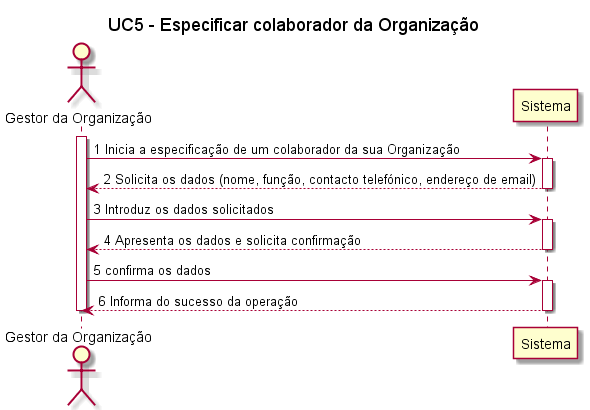 UC5 - Especificar colaborador da Organização
Gestor da Organização
Sistema
1 Inicia a especificação de um colaborador da sua Organização
2 Solicita os dados (nome, função, contacto telefónico, endereço de email)
3 Introduz os dados solicitados
4 Apresenta os dados e solicita confirmação
5 confirma os dados
6 Informa do sucesso da operação
Gestor da Organização
Sistema